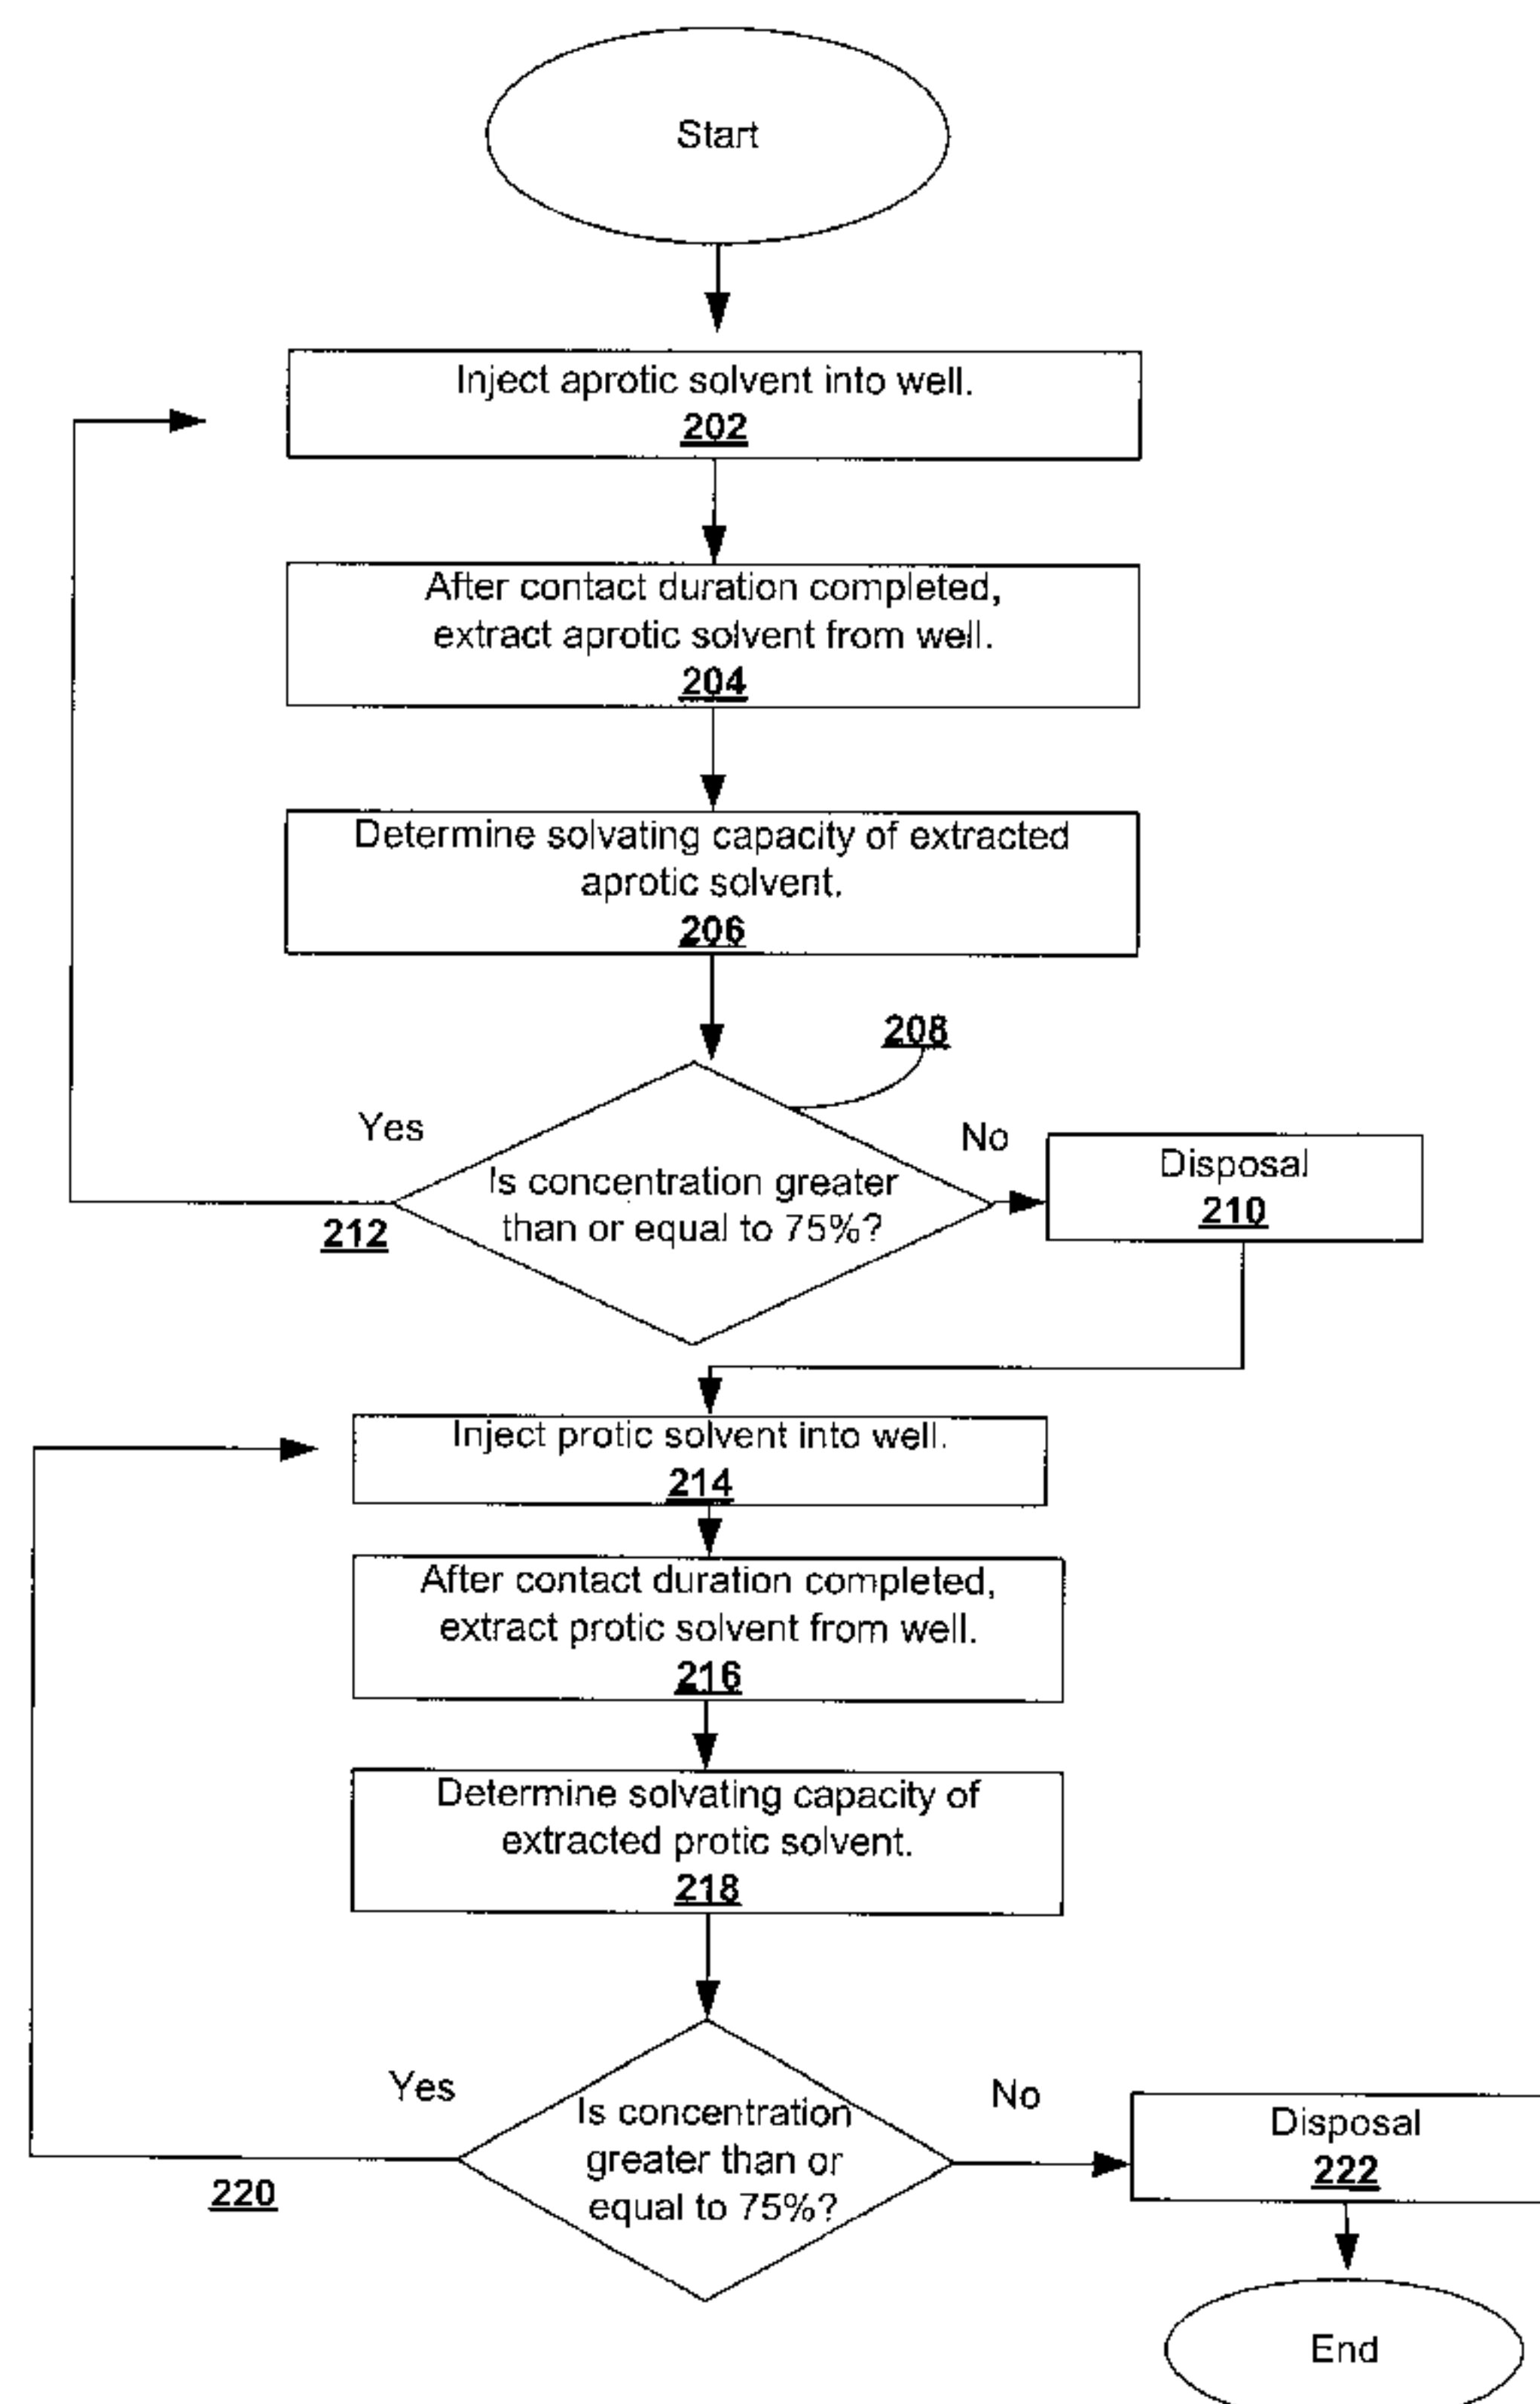 Start
Inject aprotic solvent into well.
202
After contact duration completed,
extract aprotic solvent from well.
204
Determine solvating capacity of extracted
aprotic solvent.
206
208
Yes
No
Is concentration greater
than or equal to 75%?
212
Disposal
210
Inject protic solvent into well.
214
After contact duration completed,
extract protic solvent from well.
216
Determine solvating capacity of
extracted protic solvent.
218
Yes
No
Is concentration
greater than or
equal to 75%?
220
Disposal
222
End